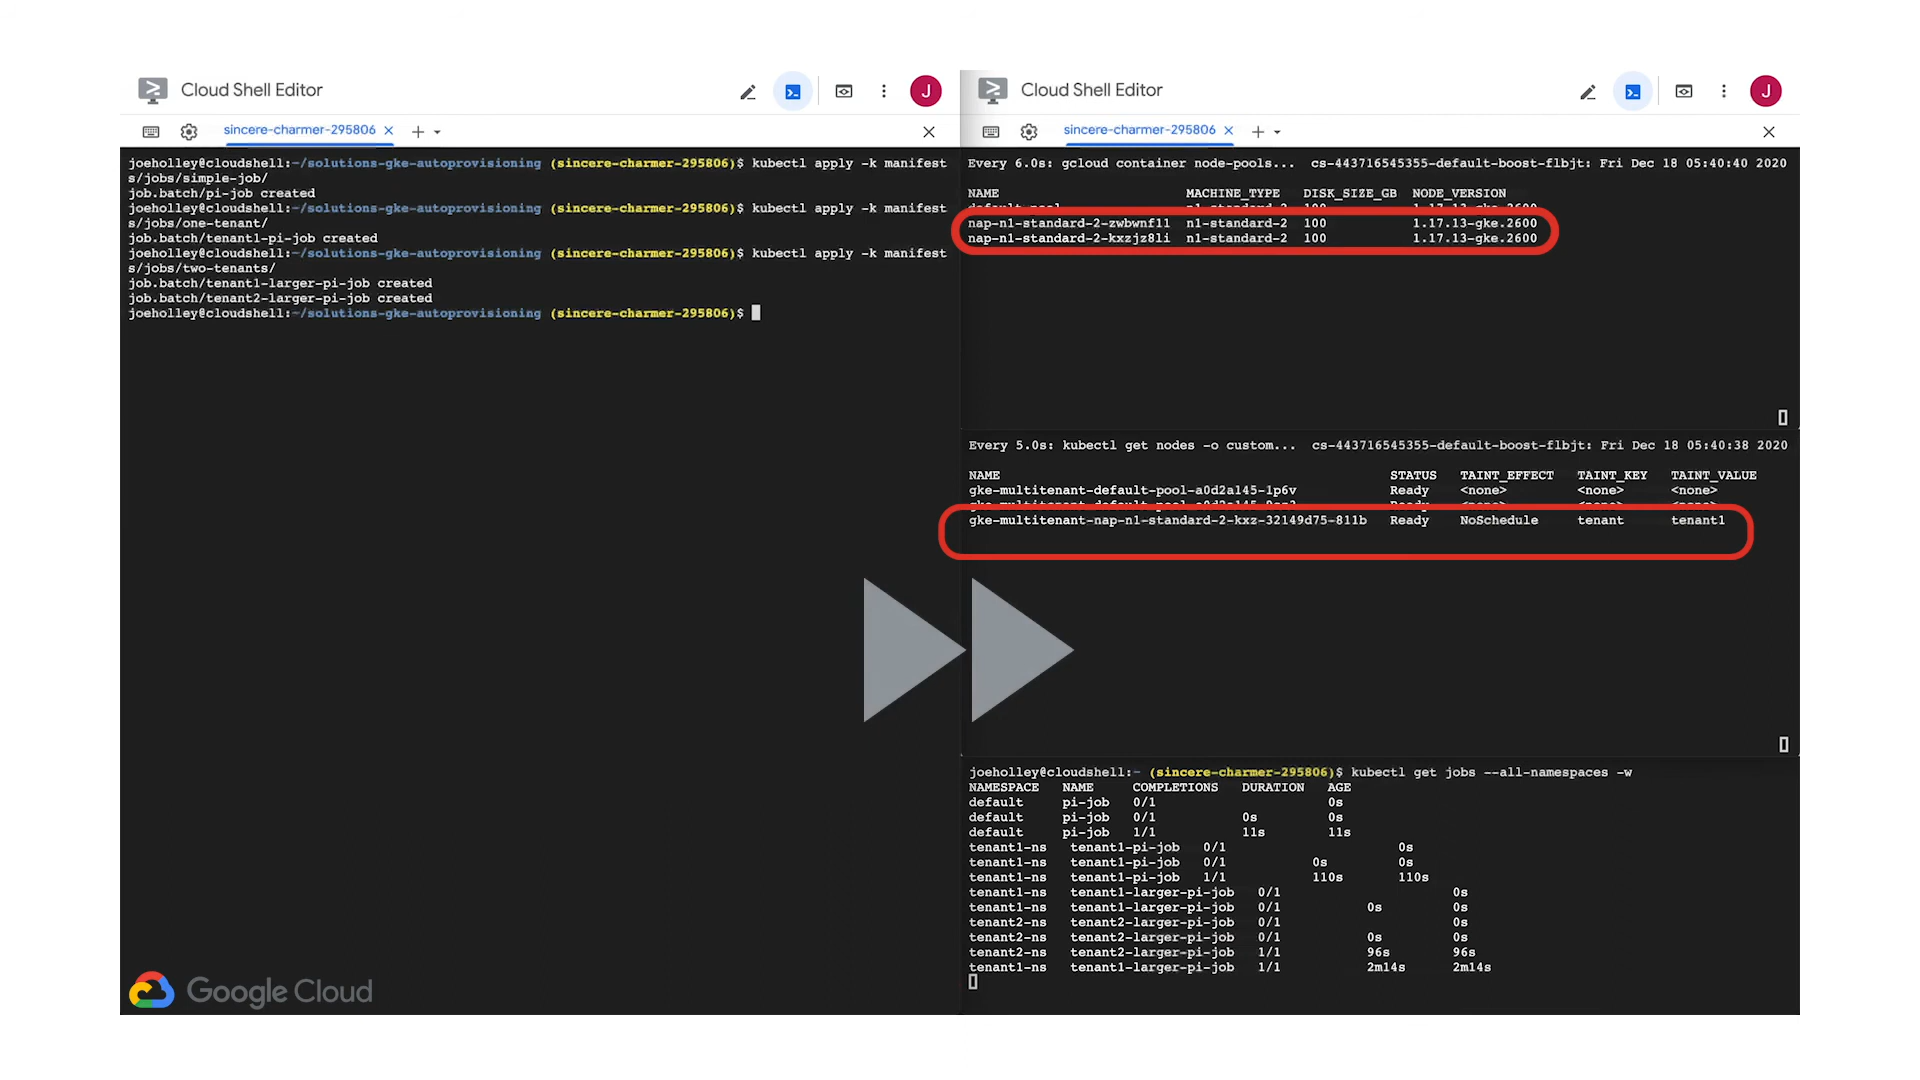 Cloud Shell Editor
J
sincere-charmer-295806
joeholley@cloudshell:~/solutions-gke-autoprovisioning (sincere-charmer-295806)$ kubectl apply -k manifest
s/jobs/simple-job/
job.batch/pi-job created
joeholley@cloudshell:~/solutions-gke-autoprovisioning (sincere-charmer-295806)$ kubectl apply -k manifest
s/jobs/one-tenant/
job.batch/tenant1-pi-job created
joeholley@cloudshell:~/solutions-gke-autoprovisioning (sincere-charmer-295806)$ kubectl apply -k manifest
s/jobs/two-tenants/
job.batch/tenant1-larger-pi-job created
job.batch/tenant2-larger-pi-job created
joeholley@cloudshell:~/solutions-gke-autoprovisioning (sincere-charmer-295806)$
Google Cloud
Cloud Shell Editor
J
sincere-charmer-295806
Every 6.0s: gcloud container node-pools... cs-443716545355-default-boost-flbjt: Fri Dec 18 05:40:40 2020
NAME MACHINE_TYPE DISK_SIZE_GB NODE_VERSION
default-pool n1-standard-2 100 1.17.13-gke.2600
nap-n1-standard-2-zwbwnf11 n1-standard-2 100 1.17.13-gke.2600
nap-n1-standard-2-kxzjz8li n1-standard-2 100 1.17.13-gke.2600
Every 5.0s: kubectl get nodes -o custom... cs-443716545355-default-boost-flbjt: Fri Dec 18 05:40:38 2020
NAME STATUS TAINT_EFFECT TAINT_KEY TAINT_VALUE
gke-multitenant-default-pool-a0d2a145-1p6v Ready <none> <none> <none>
Ready <none> <none> <none>
gke-multitenant-nap-n1-standard-2-kxz-32149d75-811b Ready NoSchedule tenant tenant1
joeholley@cloudshell:~ (sincere-charmer-295806)$ kubectl get jobs --all-namespaces -w
NAMESPACE NAME COMPLETIONS DURATION AGE
default pi-job 0/1 0s
default pi-job 0/1 0s 0s
default pi-job 1/1 11s 11s
tenant1-ns tenant1-pi-job 0/1 0s
tenant1-ns tenant1-pi-job 0/1 0s 0s
tenant1-ns tenant1-pi-job 1/1 110s 110s
tenant1-ns tenant1-larger-pi-job 0/1 0s
tenant1-ns tenant1-larger-pi-job 0/1 0s 0s
tenant2-ns tenant2-larger-pi-job 0/1 0s
tenant2-ns tenant2-larger-pi-job 0/1 0s 0s
tenant2-ns tenant2-larger-pi-job 1/1 96s 96s
tenant1-ns tenant1-larger-pi-job 1/1 2m14s 2m14s